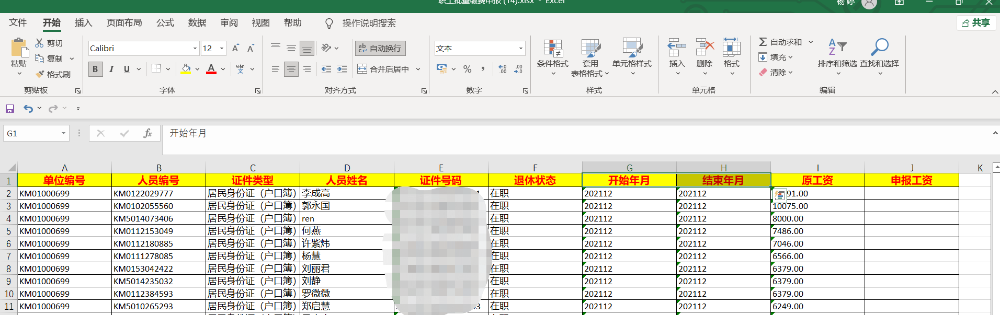 职工批量缴费申报 (14).xlsx - Excel
杨 婷
文件 开始 插入 页面布局 公式 数据 审阅 视图 帮助 操作说明搜索 共享
粘贴 剪切 复制 格式刷 剪贴板
Calibri 12 A A
B I U A wén 文 字体
ab c 自动换行 合并后居中 对齐方式
文本 % , .00 .00 数字
条件格式 套用 表格格式 单元格样式 样式
插入 删除 格式 单元格
Σ 自动求和 填充 清除 A Z 排序和筛选 查找和选择 编辑
G1 fx 开始年月
A B C D E F G H I J K
1 单位编号 人员编号 证件类型 人员姓名 证件号码 退休状态 开始年月 结束年月 原工资 申报工资
2 KM01000699 KM0122029777 居民身份证（户口簿） 李成高 1 在职 202112 202112 91.00
3 KM01000699 KM0102055560 居民身份证（户口簿） 郭永国 在职 202112 202112 10075.00
4 KM01000699 KM5014073406 居民身份证（户口簿） ren 在职 202112 202112 8000.00
5 KM01000699 KM0112153049 居民身份证（户口簿） 何燕 在职 202112 202112 7486.00
6 KM01000699 KM0112180885 居民身份证（户口簿） 许紫炜 在职 202112 202112 7046.00
7 KM01000699 KM0111278085 居民身份证（户口簿） 杨慧 在职 202112 202112 6566.00
8 KM01000699 KM0153042422 居民身份证（户口簿） 刘丽君 在职 202112 202112 6379.00
9 KM01000699 KM5014235032 居民身份证（户口簿） 刘静 在职 202112 202112 6379.00
10 KM01000699 KM0112384593 居民身份证（户口簿） 罗微微 在职 202112 202112 6379.00
11 KM01000699 KM5010265293 居民身份证（户口簿） 郑启慧 3 在职 202112 202112 6249.00